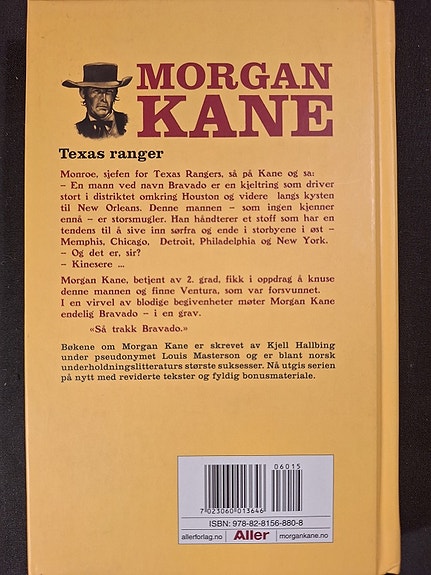 MORGAN
KANE
Texas ranger
Monroe, sjefen for Texas Rangers, så på Kane og sa:
– En mann ved navn Bravado er en kjeltring som driver
stort i distriktet omkring Houston og videre langs kysten
til New Orleans. Denne mannen – som ingen kjenner
ennå – er storsmugler. Han håndterer et stoff som har en
tendens til å sive inn sørfra og ende i storbyene i øst –
Memphis, Chicago, Detroit, Philadelphia og New York.
– Og det er, sir?
– Kinesere ...
Morgan Kane, betjent av 2. grad, fikk i oppdrag å knuse
denne mannen og finne Ventura, som var forsvunnet.
I en virvel av blodige begivenheter møter Morgan Kane
endelig Bravado – i en grav.
«Så trakk Bravado.»
Bøkene om Morgan Kane er skrevet av Kjell Hallbing
under pseudonymet Louis Masterson og er blant norsk
underholdningslitteraturs største suksesser. Nå utgis serien
på nytt med reviderte tekster og fyldig bonusmateriale.
06015
7 023060 013646
ISBN: 978-82-8156-880-8
allerforlag.no Aller morgankane.no